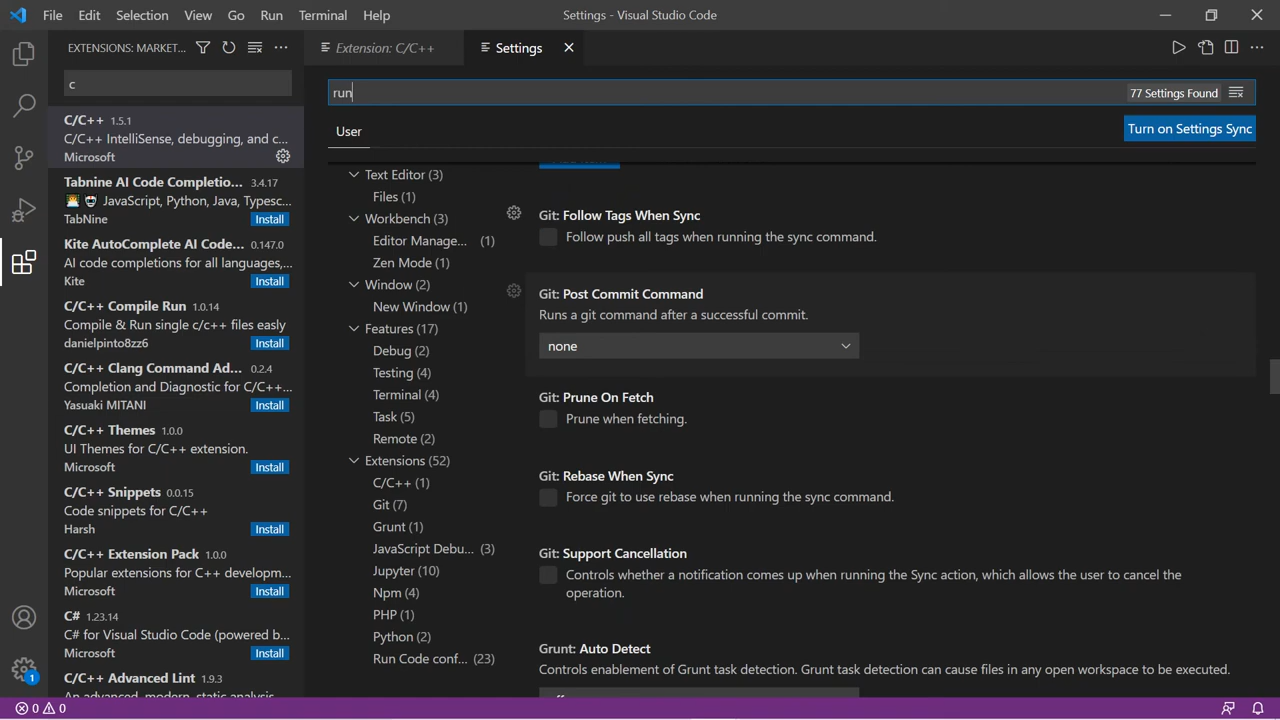 File Edit Selection View Go Run Terminal Help Settings - Visual Studio Code
EXTENSIONS: MARKET...
Extension: C/C++
Settings
c
C/C++ 1.5.1
C/C++ IntelliSense, debugging, and c...
Microsoft
Tabnine AI Code Completio... 3.4.17
JavaScript, Python, Java, Typesc...
TabNine Install
Kite AutoComplete AI Code... 0.147.0
AI code completions for all languages,...
Kite Install
C/C++ Compile Run 1.0.14
Compile & Run single c/c++ files easly
danielpinto8zz6 Install
C/C++ Clang Command Ad... 0.2.4
Completion and Diagnostic for C/C++...
Yasuaki MITANI Install
C/C++ Themes 1.0.0
UI Themes for C/C++ extension.
Microsoft Install
C/C++ Snippets 0.0.15
Code snippets for C/C++
Harsh Install
C/C++ Extension Pack 1.0.0
Popular extensions for C++ developm...
Microsoft Install
C# 1.23.14
C# for Visual Studio Code (powered b...
Microsoft Install
C/C++ Advanced Lint 1.9.3
An advanced, modern, static analysis
run 77 Settings Found
User Turn on Settings Sync
Text Editor (3)
Files (1)
Workbench (3)
Editor Manage... (1)
Zen Mode (1)
Window (2)
New Window (1)
Features (17)
Debug (2)
Testing (4)
Terminal (4)
Task (5)
Remote (2)
Extensions (52)
C/C++ (1)
Git (7)
Grunt (1)
JavaScript Debu... (3)
Jupyter (10)
Npm (4)
PHP (1)
Python (2)
Run Code conf... (23)
Git: Follow Tags When Sync
Follow push all tags when running the sync command.
Git: Post Commit Command
Runs a git command after a successful commit.
none
Git: Prune On Fetch
Prune when fetching.
Git: Rebase When Sync
Force git to use rebase when running the sync command.
Git: Support Cancellation
Controls whether a notification comes up when running the Sync action, which allows the user to cancel the
operation.
Grunt: Auto Detect
Controls enablement of Grunt task detection. Grunt task detection can cause files in any open workspace to be executed.
1
0 0